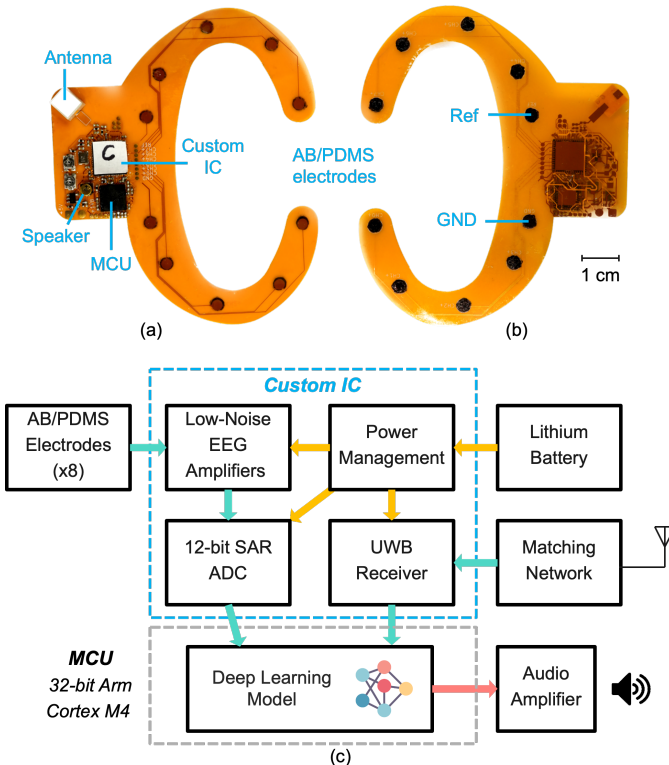 Antenna
C
Custom
IC
Speaker
MCU
AB/PDMS
electrodes
Ref
GND
1 cm
(a)
(b)
Custom IC
AB/PDMS
Electrodes
(x8)
Low-Noise
EEG
Amplifiers
Power
Management
Lithium
Battery
12-bit SAR
ADC
UWB
Receiver
Matching
Network
MCU
32-bit Arm
Cortex M4
Deep Learning
Model
Audio
Amplifier
(c)